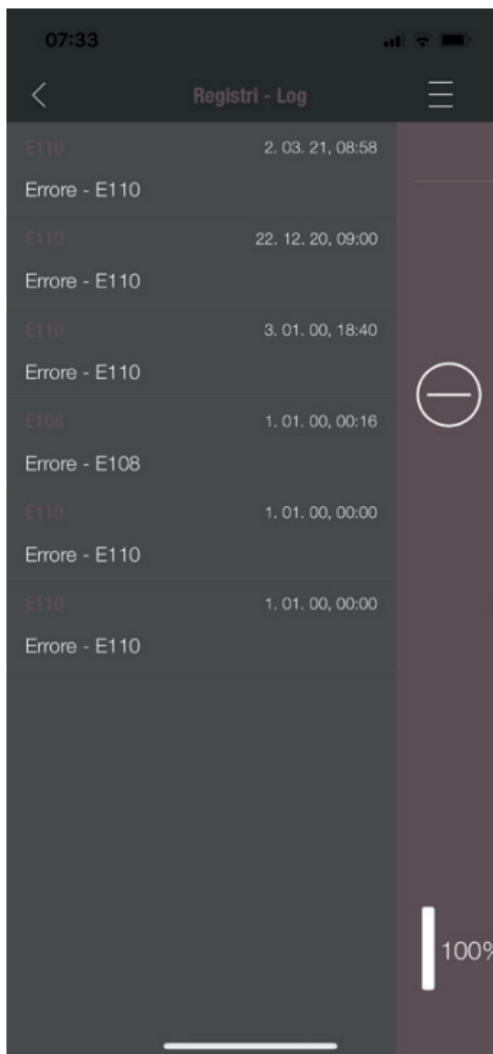 07:33
Registri - Log
E110 2. 03. 21, 08:58
Errore - E110
E110 22. 12. 20, 09:00
Errore - E110
E110 3. 01. 00, 18:40
Errore - E110
E108 1. 01. 00, 00:16
Errore - E108
E110 1. 01. 00, 00:00
Errore - E110
E110 1. 01. 00, 00:00
Errore - E110
100%